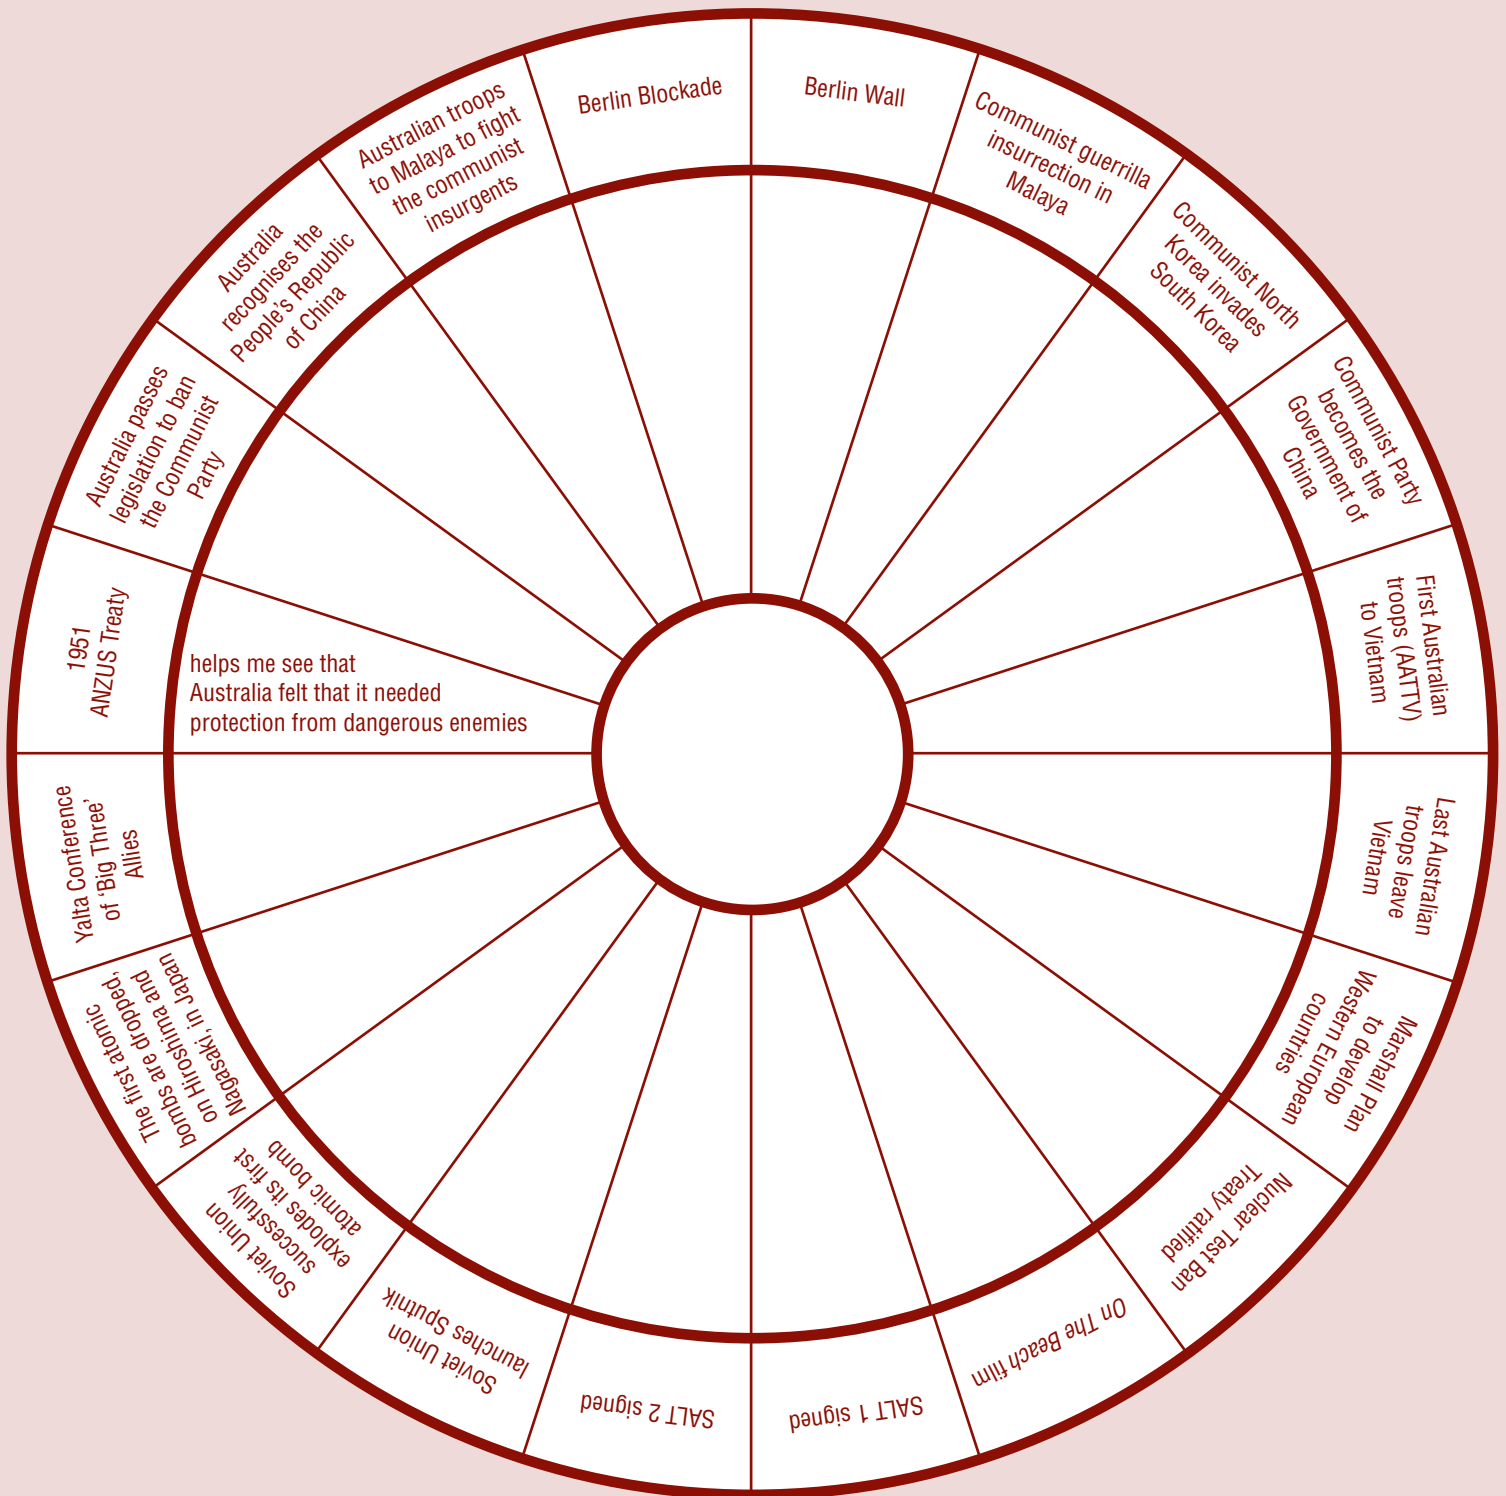 Berlin Wall
Communist guerrilla
insurrection in
Malaya
Communist North
Korea invades
South Korea
Communist Party
becomes the
Government of
China
First Australian
troops (AATTV)
to Vietnam
Last Australian
troops leave
Vietnam
Marshall Plan
to develop
Western European
countries
Nuclear Test Ban
Treaty ratified
On The Beach film
SALT 1 signed
SALT 2 signed
Soviet Union
launches Sputnik
Soviet Union
successfully
explodes its first
atomic bomb
The first atomic
bombs are dropped,
on Hiroshima and
Nagasaki, in Japan
Yalta Conference
of ‘Big Three’
Allies
1951
ANZUS Treaty
helps me see that
Australia felt that it needed
protection from dangerous enemies
Australia passes
legislation to ban
the Communist
Party
Australia
recognises the
People’s Republic
of China
Australian troops
to Malaya to fight
the communist
insurgents
Berlin Blockade